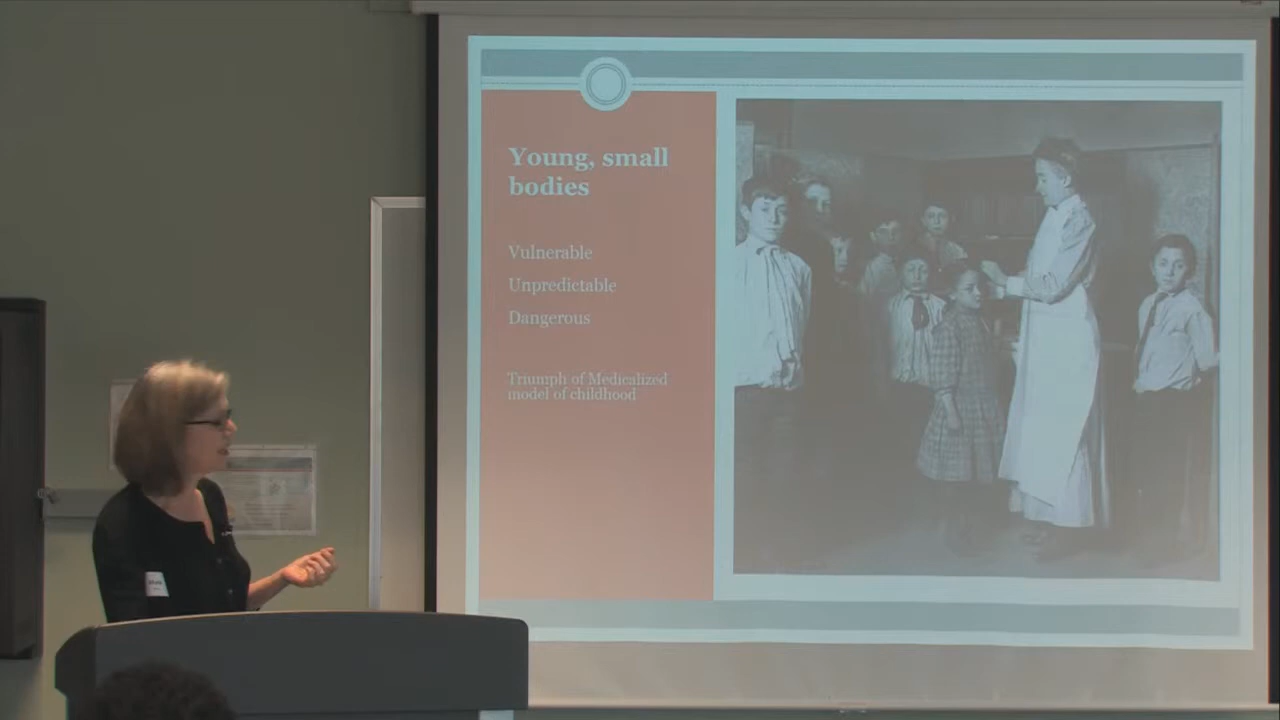 Young, small
bodies
Vulnerable
Unpredictable
Dangerous
Triumph of Medicalized
model of childhood